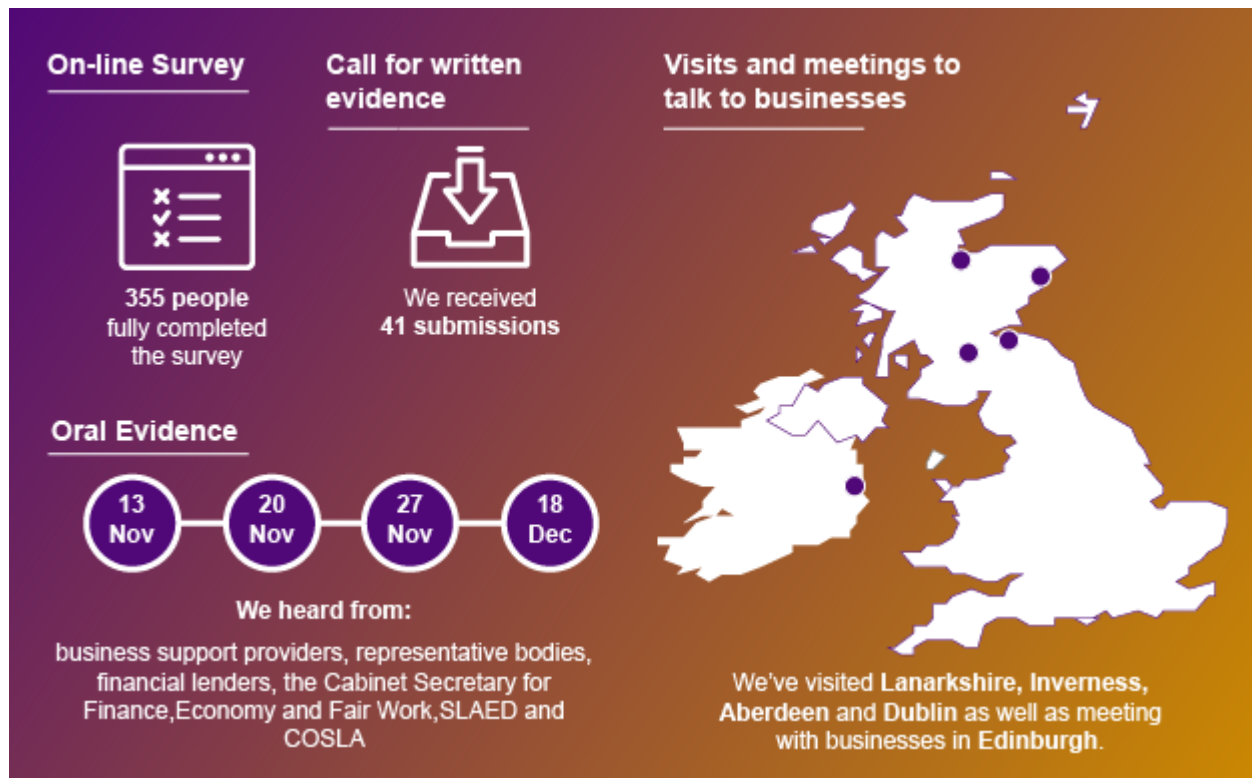 On-line Survey
355 people
fully completed
the survey
Call for written
evidence
We received
41 submissions
Oral Evidence
13
Nov
20
Nov
27
Nov
18
Dec
We heard from:
business support providers, representative bodies,
financial lenders, the Cabinet Secretary for
Finance,Economy and Fair Work,SLAED and
COSLA
Visits and meetings to
talk to businesses
We've visited Lanarkshire, Inverness,
Aberdeen and Dublin as well as meeting
with businesses in Edinburgh.